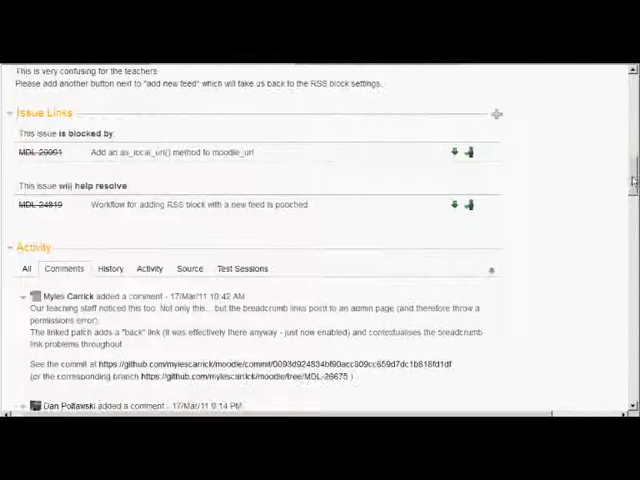 This is very confusing for the teachers
Please add another button next to "add new feed" which will take us back to the RSS block settings.
Issue Links
This issue is blocked by:
MDL-29091 Add an as_local_url() method to moodle_url
This issue will help resolve
MDL-24819 Workflow for adding RSS block with a new feed is pooched
Activity
All Comments History Activity Source Test Sessions
Myles Carrick added a comment - 17/Mar/11 10:42 AM
Our teaching staff noticed this too. Not only this... but the breadcrumb links point to an admin page (and therefore throw a
permissions error).
The linked patch adds a "back" link (it was effectively there anyway - just now enabled) and contextualises the breadcrumb
link problems throughout
See the commit at
(or the corresponding branch https://github.com/mylescarrick/moodle/tree/MDL-26675 )
Dan Poltawski added a comment - 17/Mar/11 9:14 PM